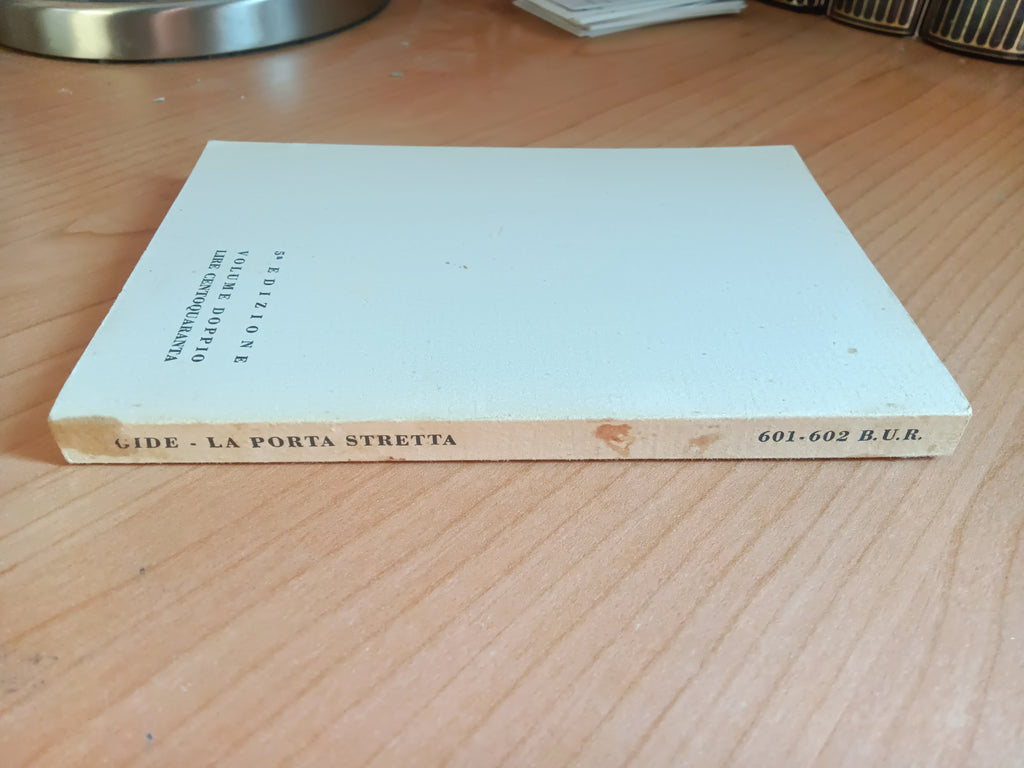 5ª EDIZIONE
VOLUME DOPPIO
LIRE CENTOQUARANTA
GIDE - LA PORTA STRETTA
601-602 B.U.R.